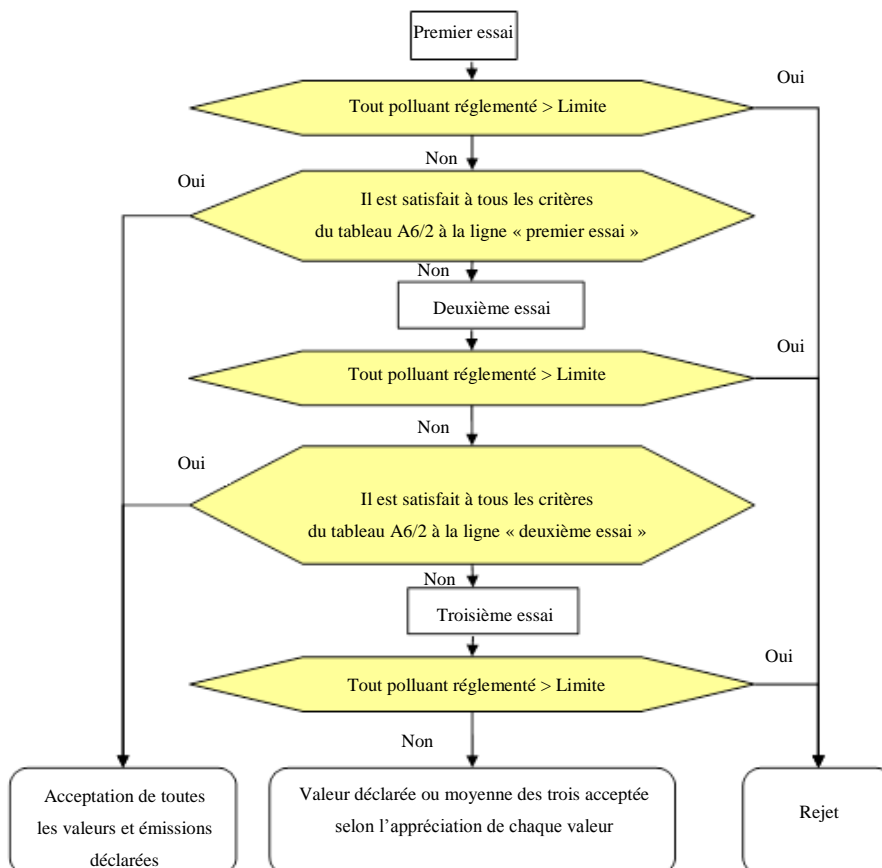 Premier essai
Oui
Tout polluant réglementé > Limite
Non
Oui
Il est satisfait à tous les critères
du tableau A6/2 à la ligne « premier essai »
Non
Deuxième essai
Oui
Tout polluant réglementé > Limite
Non
Oui
Il est satisfait à tous les critères
du tableau A6/2 à la ligne « deuxième essai »
Non
Troisième essai
Oui
Tout polluant réglementé > Limite
Non
Acceptation de toutes
les valeurs et émissions
déclarées
Valeur déclarée ou moyenne des trois acceptée
selon l’appréciation de chaque valeur
Rejet